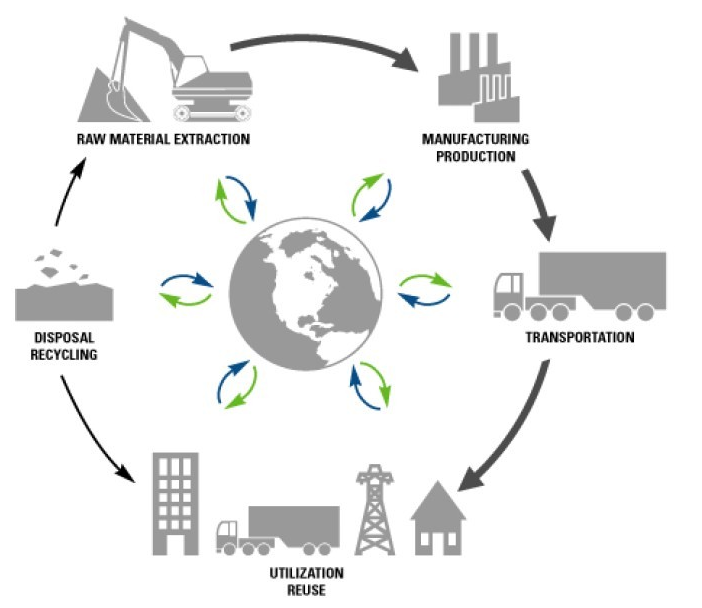 RAW MATERIAL EXTRACTION
MANUFACTURING
PRODUCTION
TRANSPORTATION
DISPOSAL
RECYCLING
UTILIZATION
REUSE